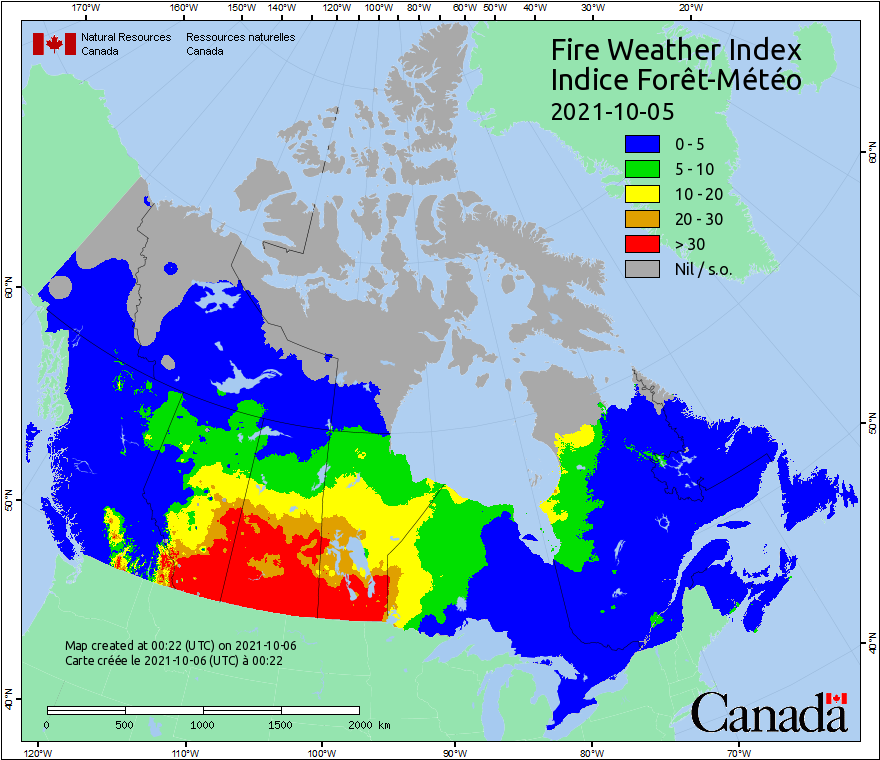 170°W 160°W 150°W 140°W 130°W 120°W 110°W 100°W 90°W 80°W 70°W 60°W 50°W 40°W 30°W 20°W
Natural Resources Canada
Ressources naturelles Canada
Fire Weather Index
Indice Forêt-Météo
2021-10-05
0 - 5
5 - 10
10 - 20
20 - 30
> 30
Nil / s.o.
60°N
60°N
50°N
50°N
40°N
40°N
Map created at 00:22 (UTC) on 2021-10-06
Carte créée le 2021-10-06 (UTC) à 00:22
0 500 1000 1500 2000 km
Canada
120°W 110°W 100°W 90°W 80°W 70°W